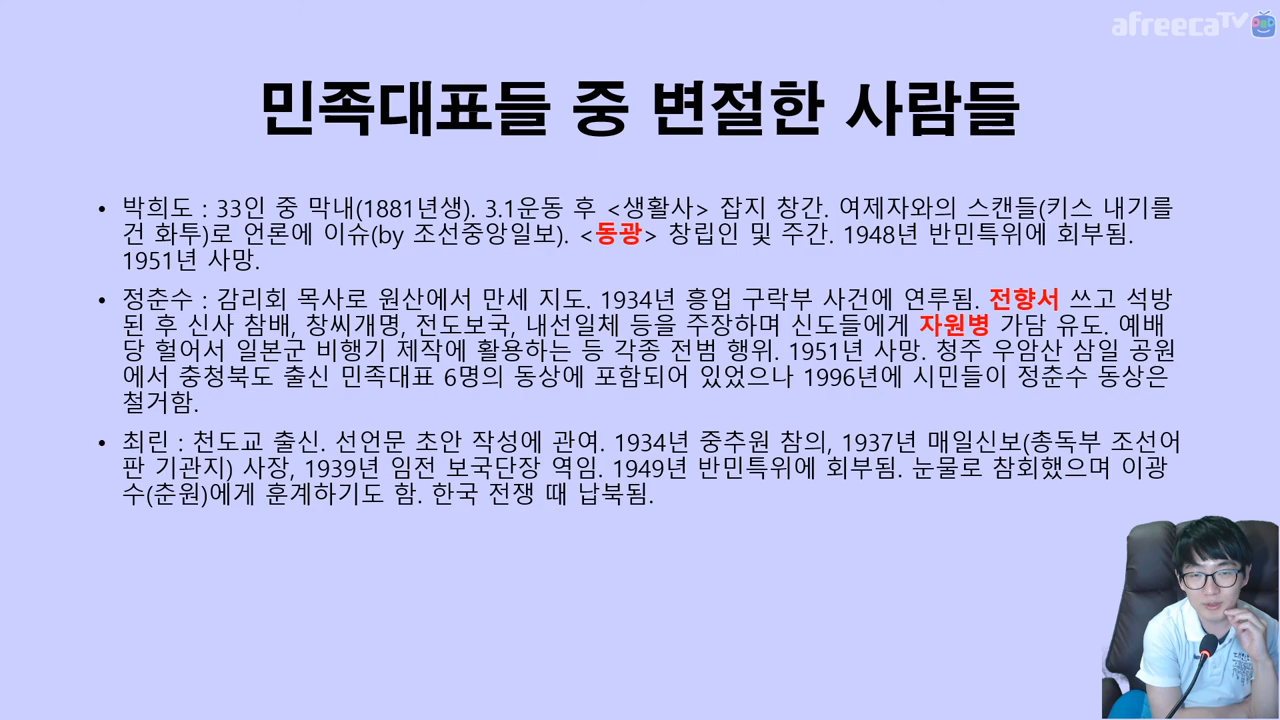 afreecaTV
민족대표들 중 변절한 사람들
• 박희도 : 33인 중 막내(1881년생). 3.1운동 후 <생활사> 잡지 창간. 여제자와의 스캔들(키스 내기를
건 화투)로 언론에 이슈(by 조선중앙일보). <동광> 창립인 및 주간. 1948년 반민특위에 회부됨.
1951년 사망.
• 정춘수 : 감리회 목사로 원산에서 만세 지도. 1934년 흥업 구락부 사건에 연루됨. 전향서 쓰고 석방
된 후 신사 참배, 창씨개명, 전도보국, 내선일체 등을 주장하며 신도들에게 자원병 가담 유도. 예배
당 헐어서 일본군 비행기 제작에 활용하는 등 각종 전범 행위. 1951년 사망. 청주 우암산 삼일 공원
에서 충청북도 출신 민족대표 6명의 동상에 포함되어 있었으나 1996년에 시민들이 정춘수 동상은
철거함.
• 최린 : 천도교 출신. 선언문 초안 작성에 관여. 1934년 중추원 참의, 1937년 매일신보(총독부 조선어
판 기관지) 사장, 1939년 임전 보국단장 역임. 1949년 반민특위에 회부됨. 눈물로 참회했으며 이광
수(춘원)에게 훈계하기도 함. 한국 전쟁 때 납북됨.